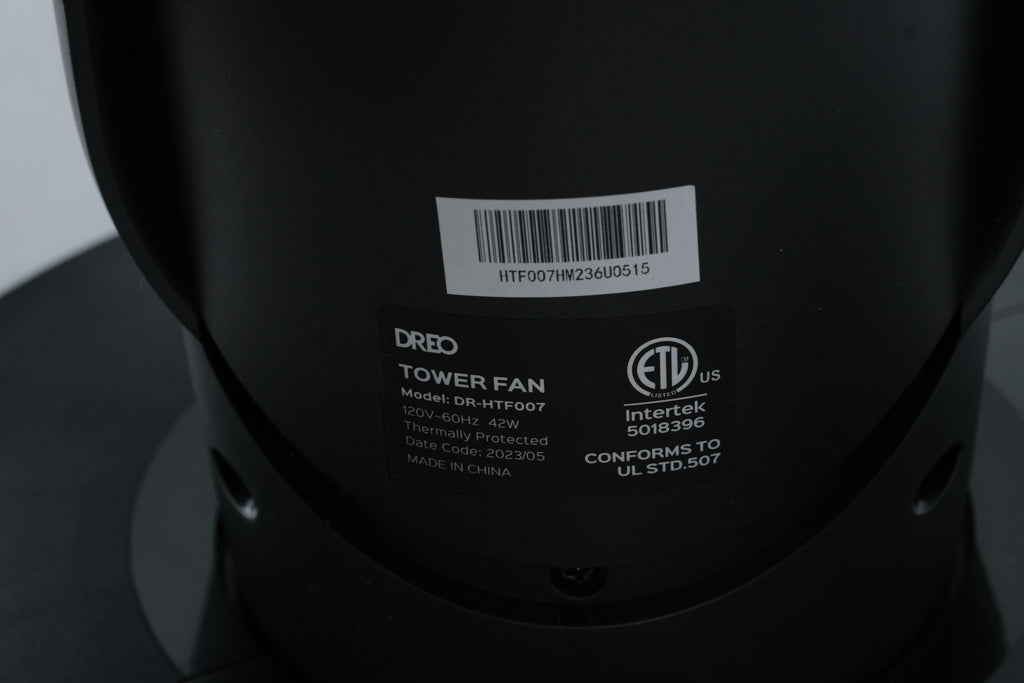 HTF007HM236U0515
DREO
TOWER FAN
Model: DR-HTF007
120V~60Hz 42W
Thermally Protected
Date Code: 2023/05
MADE IN CHINA
ETL CM
LISTED
US
Intertek
5018396
CONFORMS TO
UL STD.507